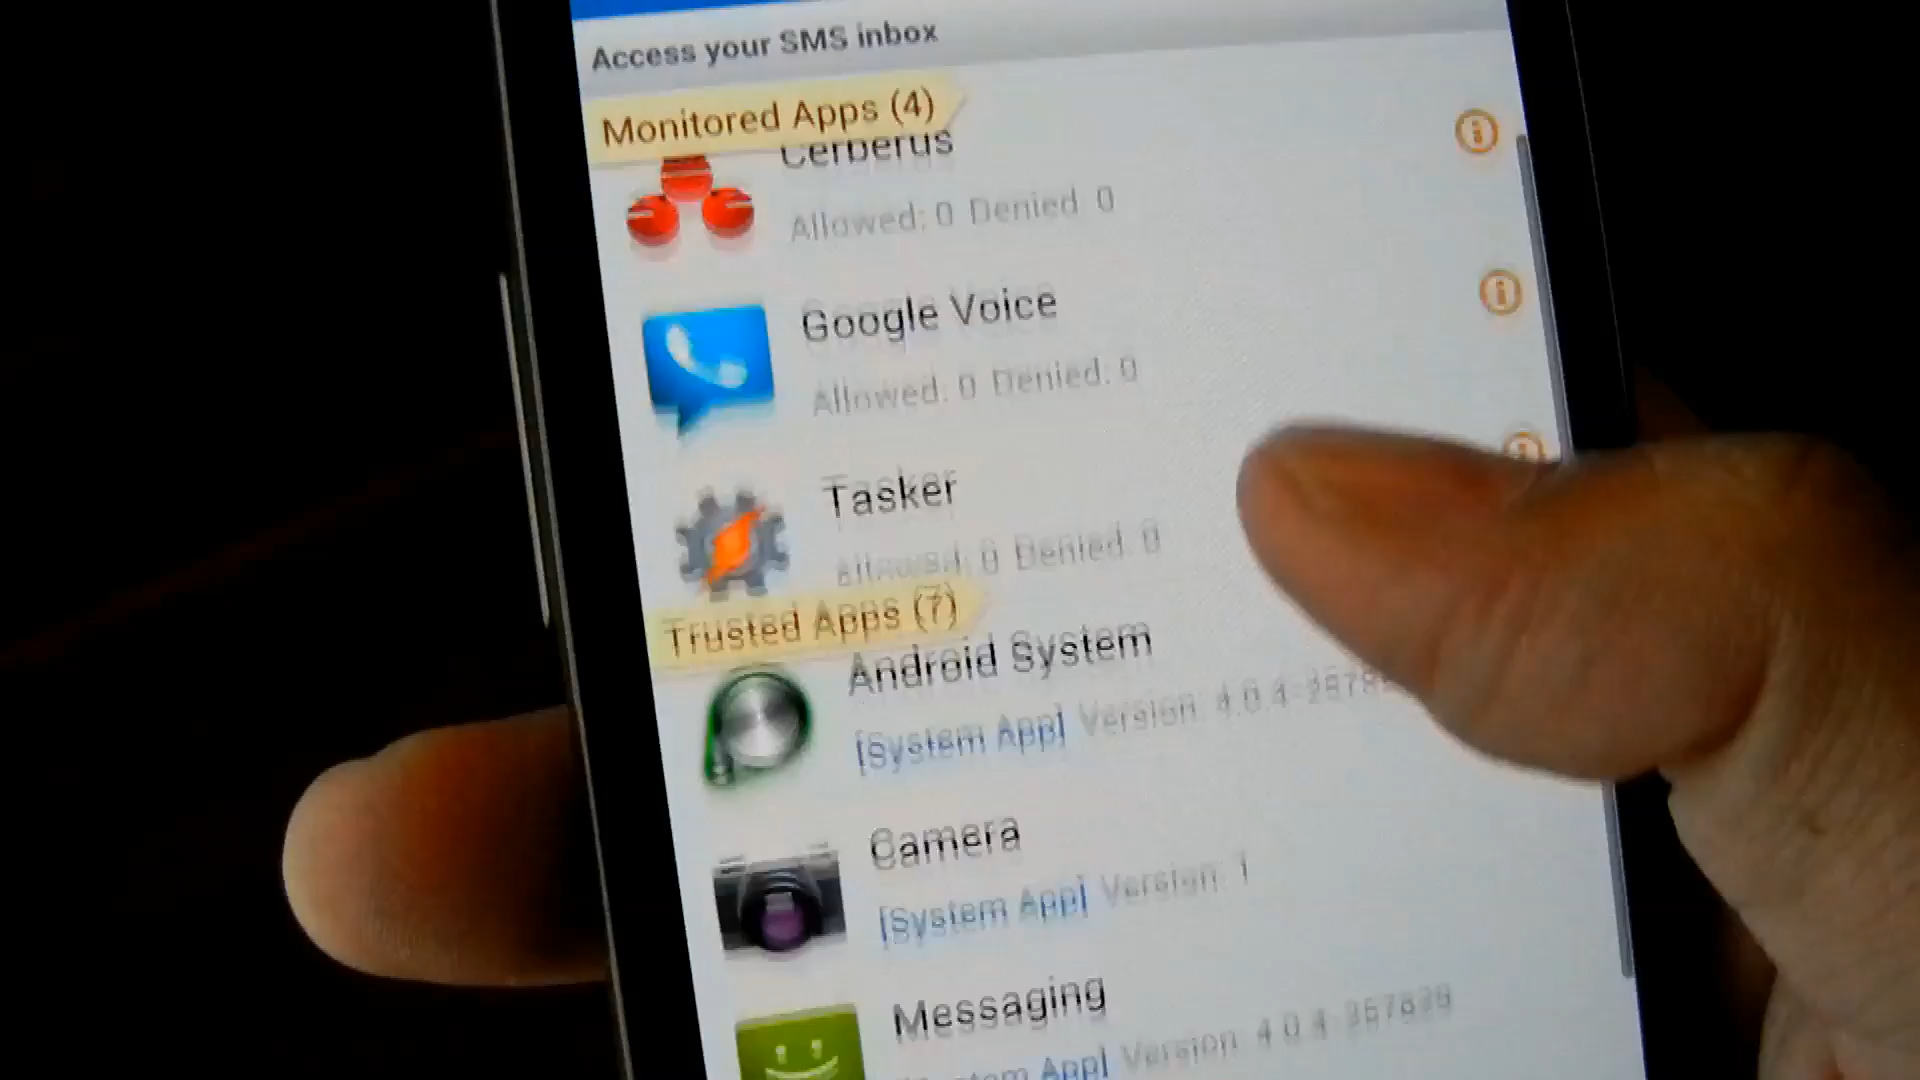 Access your SMS inbox
Monitored Apps (4)
Cerberus
Allowed: 0 Denied 0
Google Voice
Allowed: 0 Denied: 0
Tasker
Allowed: 0 Denied: 0
Trusted Apps (7)
Android System
[System App] Version: 4.0.4-
Camera
[System App] Version: 1
Messaging
App] Version: 4.0.4-